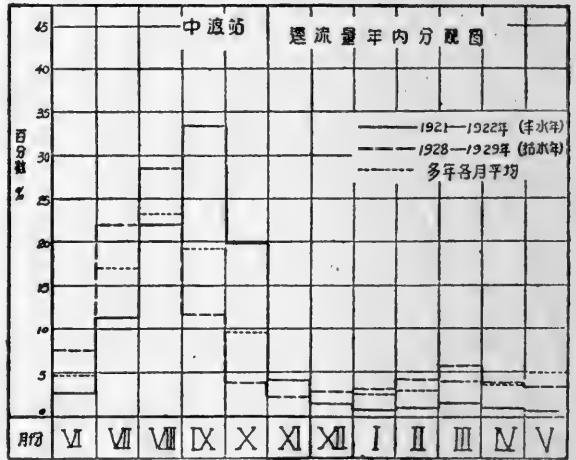 中渡站 逕流量年内分配图
1921—1922年 (丰水年)
1928—1929年 (枯水年)
多年各月平均
百分数 %
45
40
35
30
25
20
15
10
5
0
月份 VI VII VIII IX X XI XII I II III IV V